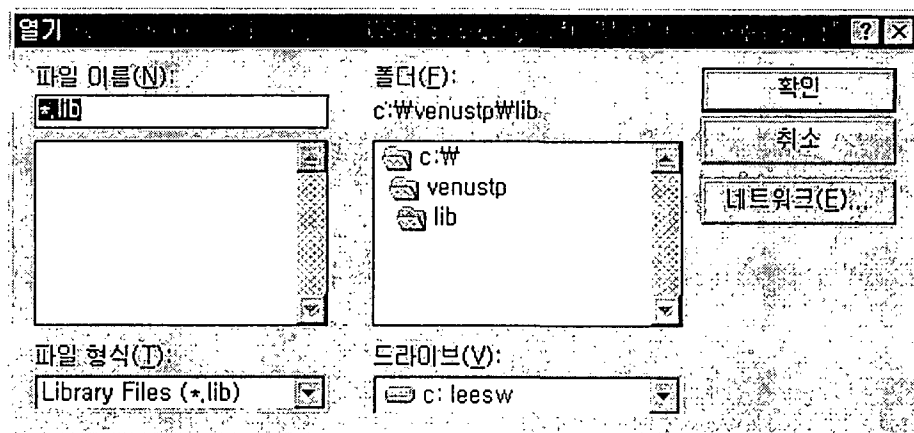 열기
파일 이름(N):
*.lib
파일 형식(T):
Library Files (*.lib)
폴더(F):
c:₩venustp₩lib
c:₩
venustp
lib
드라이브(V):
c: leesw
확인
취소
네트워크(E)...